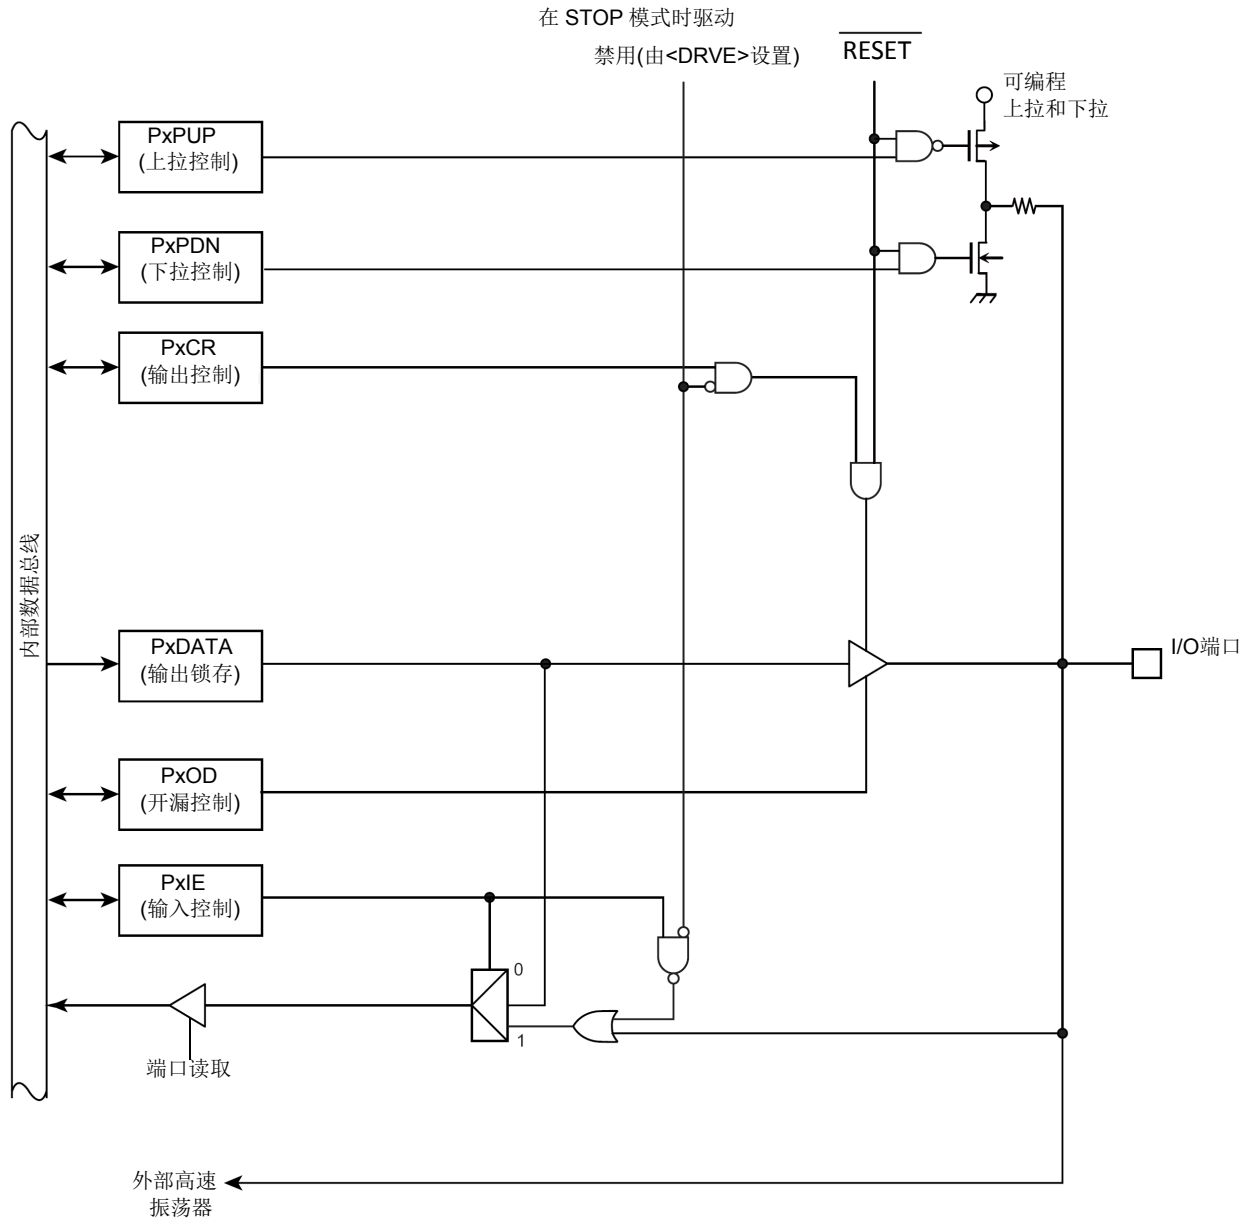 在 STOP 模式时驱动
禁用(由<DRVE>设置)
RESET
可编程
上拉和下拉
PxPUP
(上拉控制)
PxPDN
(下拉控制)
PxCR
(输出控制)
内部数据总线
PxDATA
(输出锁存)
I/O端口
PxOD
(开漏控制)
PxIE
(输入控制)
0
1
端口读取
外部高速
振荡器